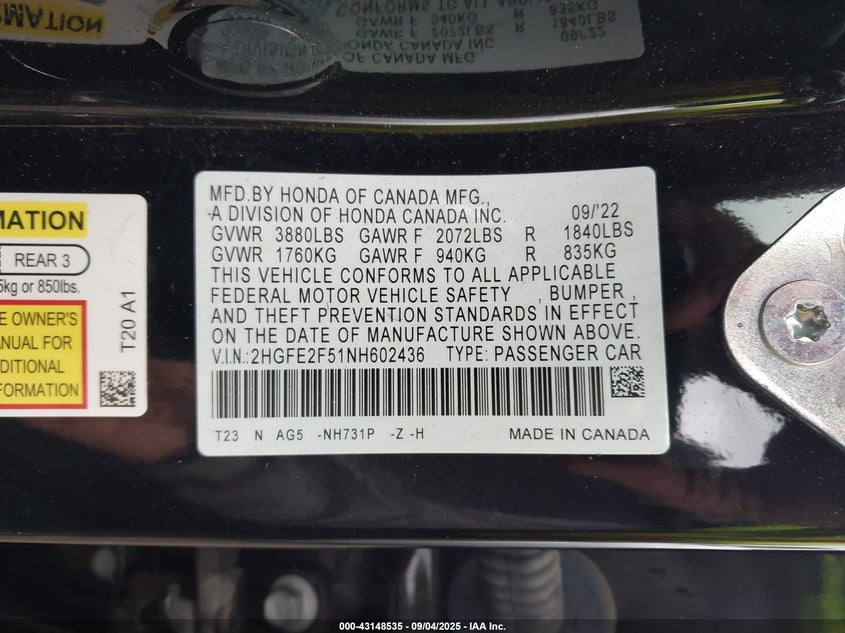 MATION
REAR 3
5kg or 850lbs.
E OWNER'S
ANUAL FOR
DITIONAL
FORMATION
T20 A1
MFD.BY HONDA OF CANADA MFG.,
A DIVISION OF HONDA CANADA INC. 09/'22
GVWR 3880LBS GAWR F 2072LBS R 1840LBS
GVWR 1760KG GAWR F 940KG R 835KG
THIS VEHICLE CONFORMS TO ALL APPLICABLE
FEDERAL MOTOR VEHICLE SAFETY , BUMPER ,
AND THEFT PREVENTION STANDARDS IN EFFECT
ON THE DATE OF MANUFACTURE SHOWN ABOVE.
V.I.N.:2HGFE2F51NH602436 TYPE: PASSENGER CAR
T23 N AG5 -NH731P -Z -H MADE IN CANADA
000-43148535 - 09/04/2025 - IAA Inc.